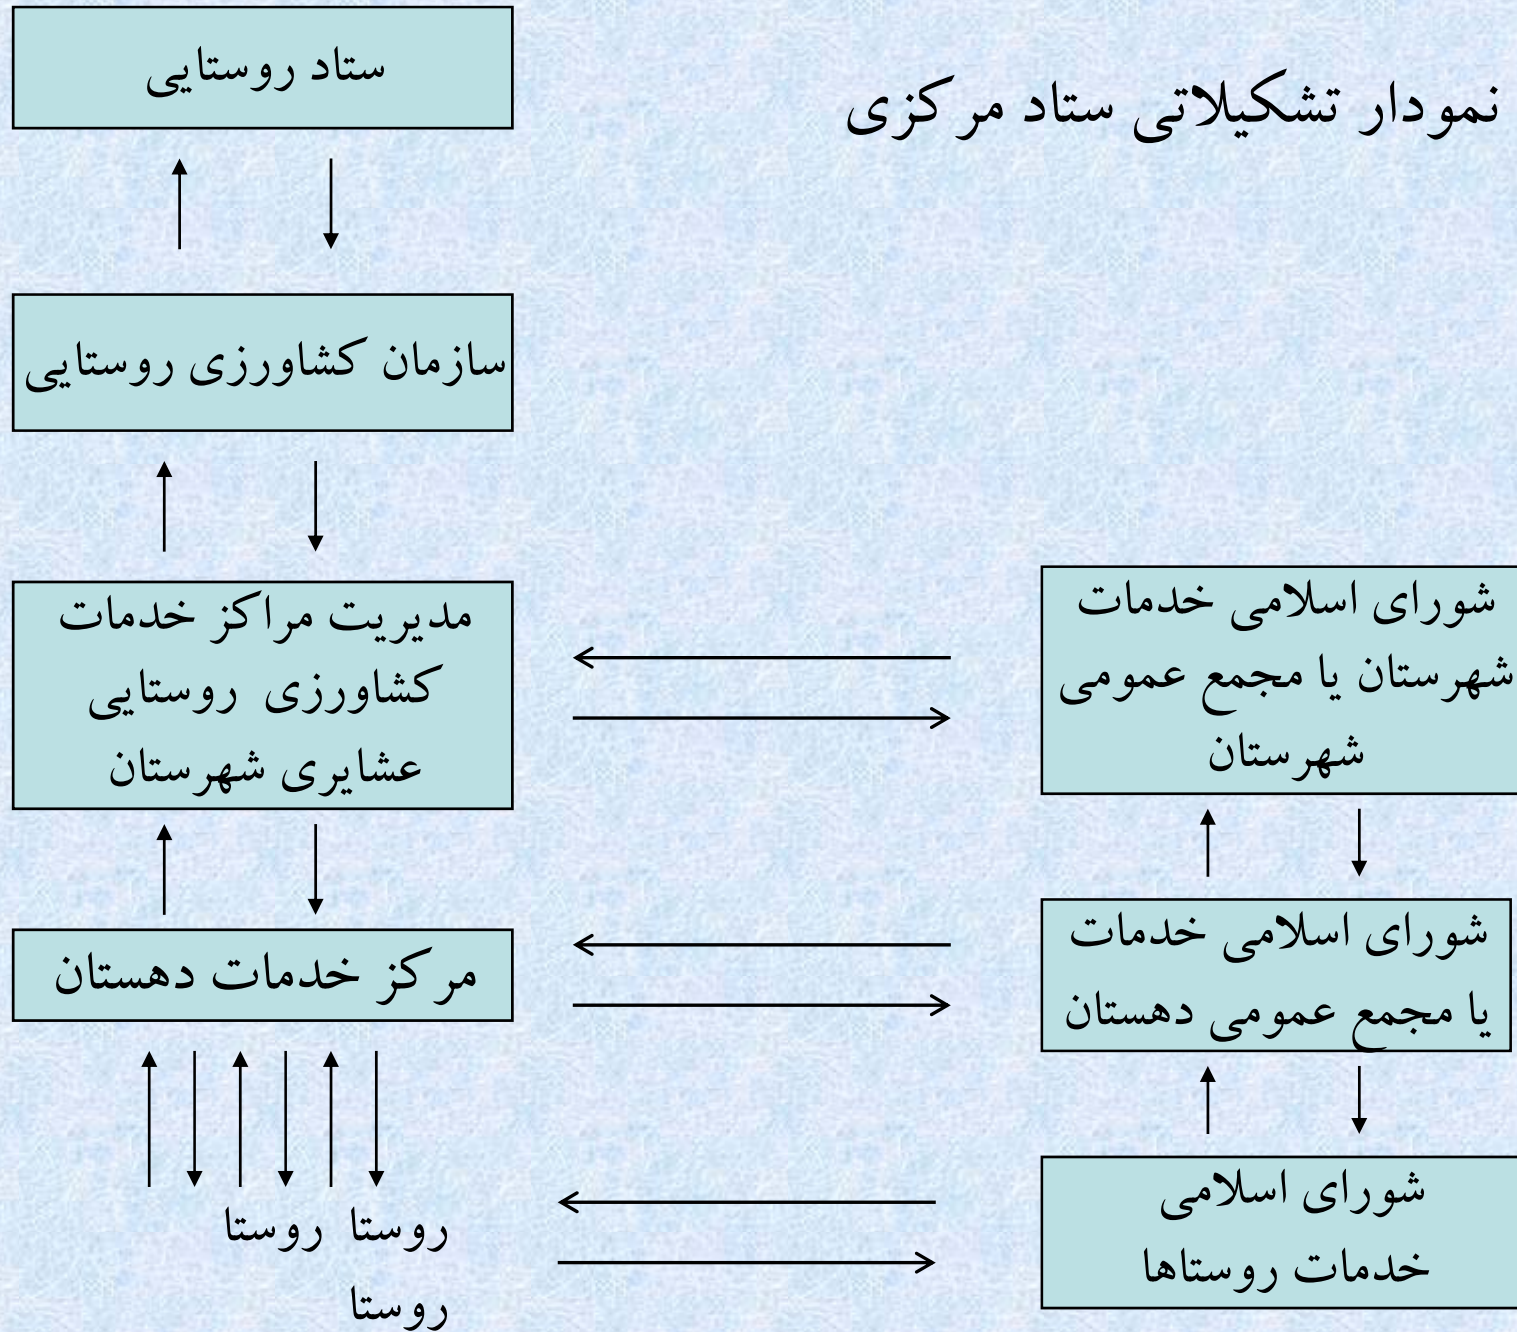 نمودار تشکیلاتی ستاد مرکزی
ستاد روستایی
سازمان کشاورزی روستایی
مدیریت مراکز خدمات
کشاورزی روستایی
عشایری شهرستان
شورای اسلامی خدمات
شهرستان یا مجمع عمومی
شهرستان
مرکز خدمات دهستان
شورای اسلامی خدمات
یا مجمع عمومی دهستان
روستا روستا
روستا
شورای اسلامی
خدمات روستاها